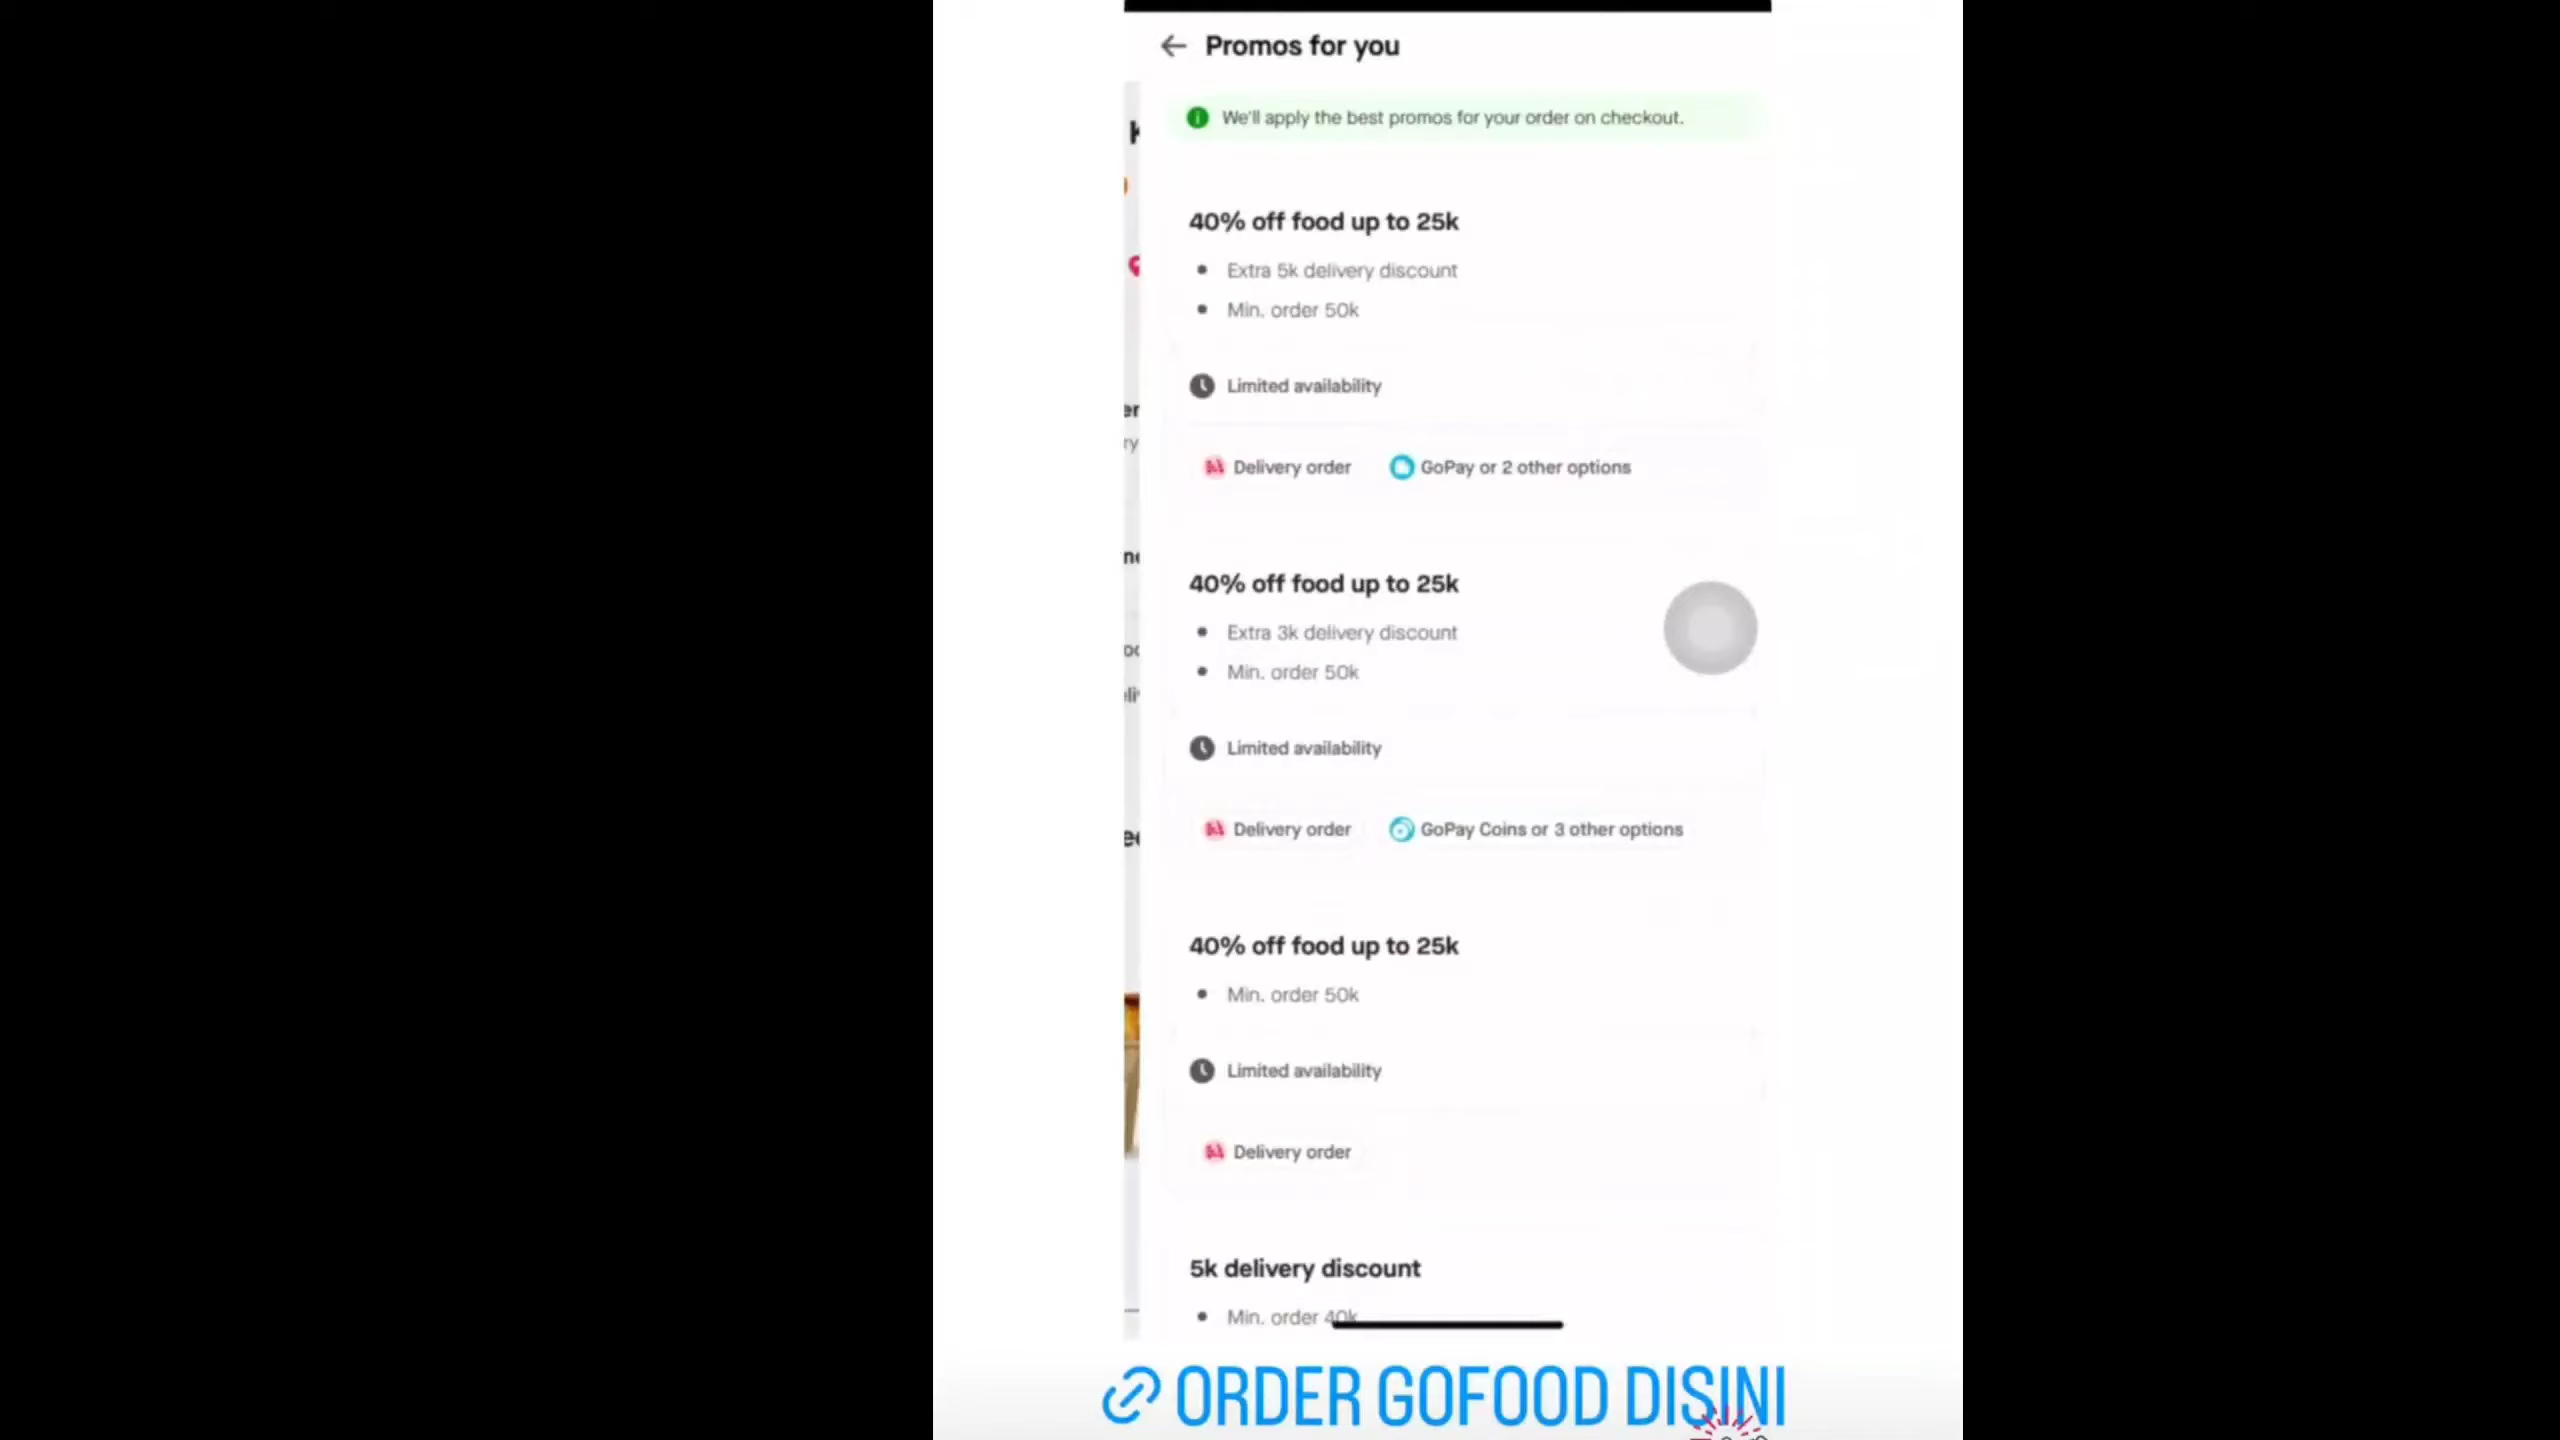 Promos for you
We'll apply the best promos for your order on checkout.
40% off food up to 25k
Extra 5k delivery discount
Min. order 50k
Limited availability
Delivery order GoPay or 2 other options
40% off food up to 25k
Extra 3k delivery discount
Min. order 50k
Limited availability
Delivery order GoPay Coins or 3 other options
40% off food up to 25k
Min. order 50k
Limited availability
Delivery order
5k delivery discount
Min. order 40k
ORDER GOFOOD DISINI